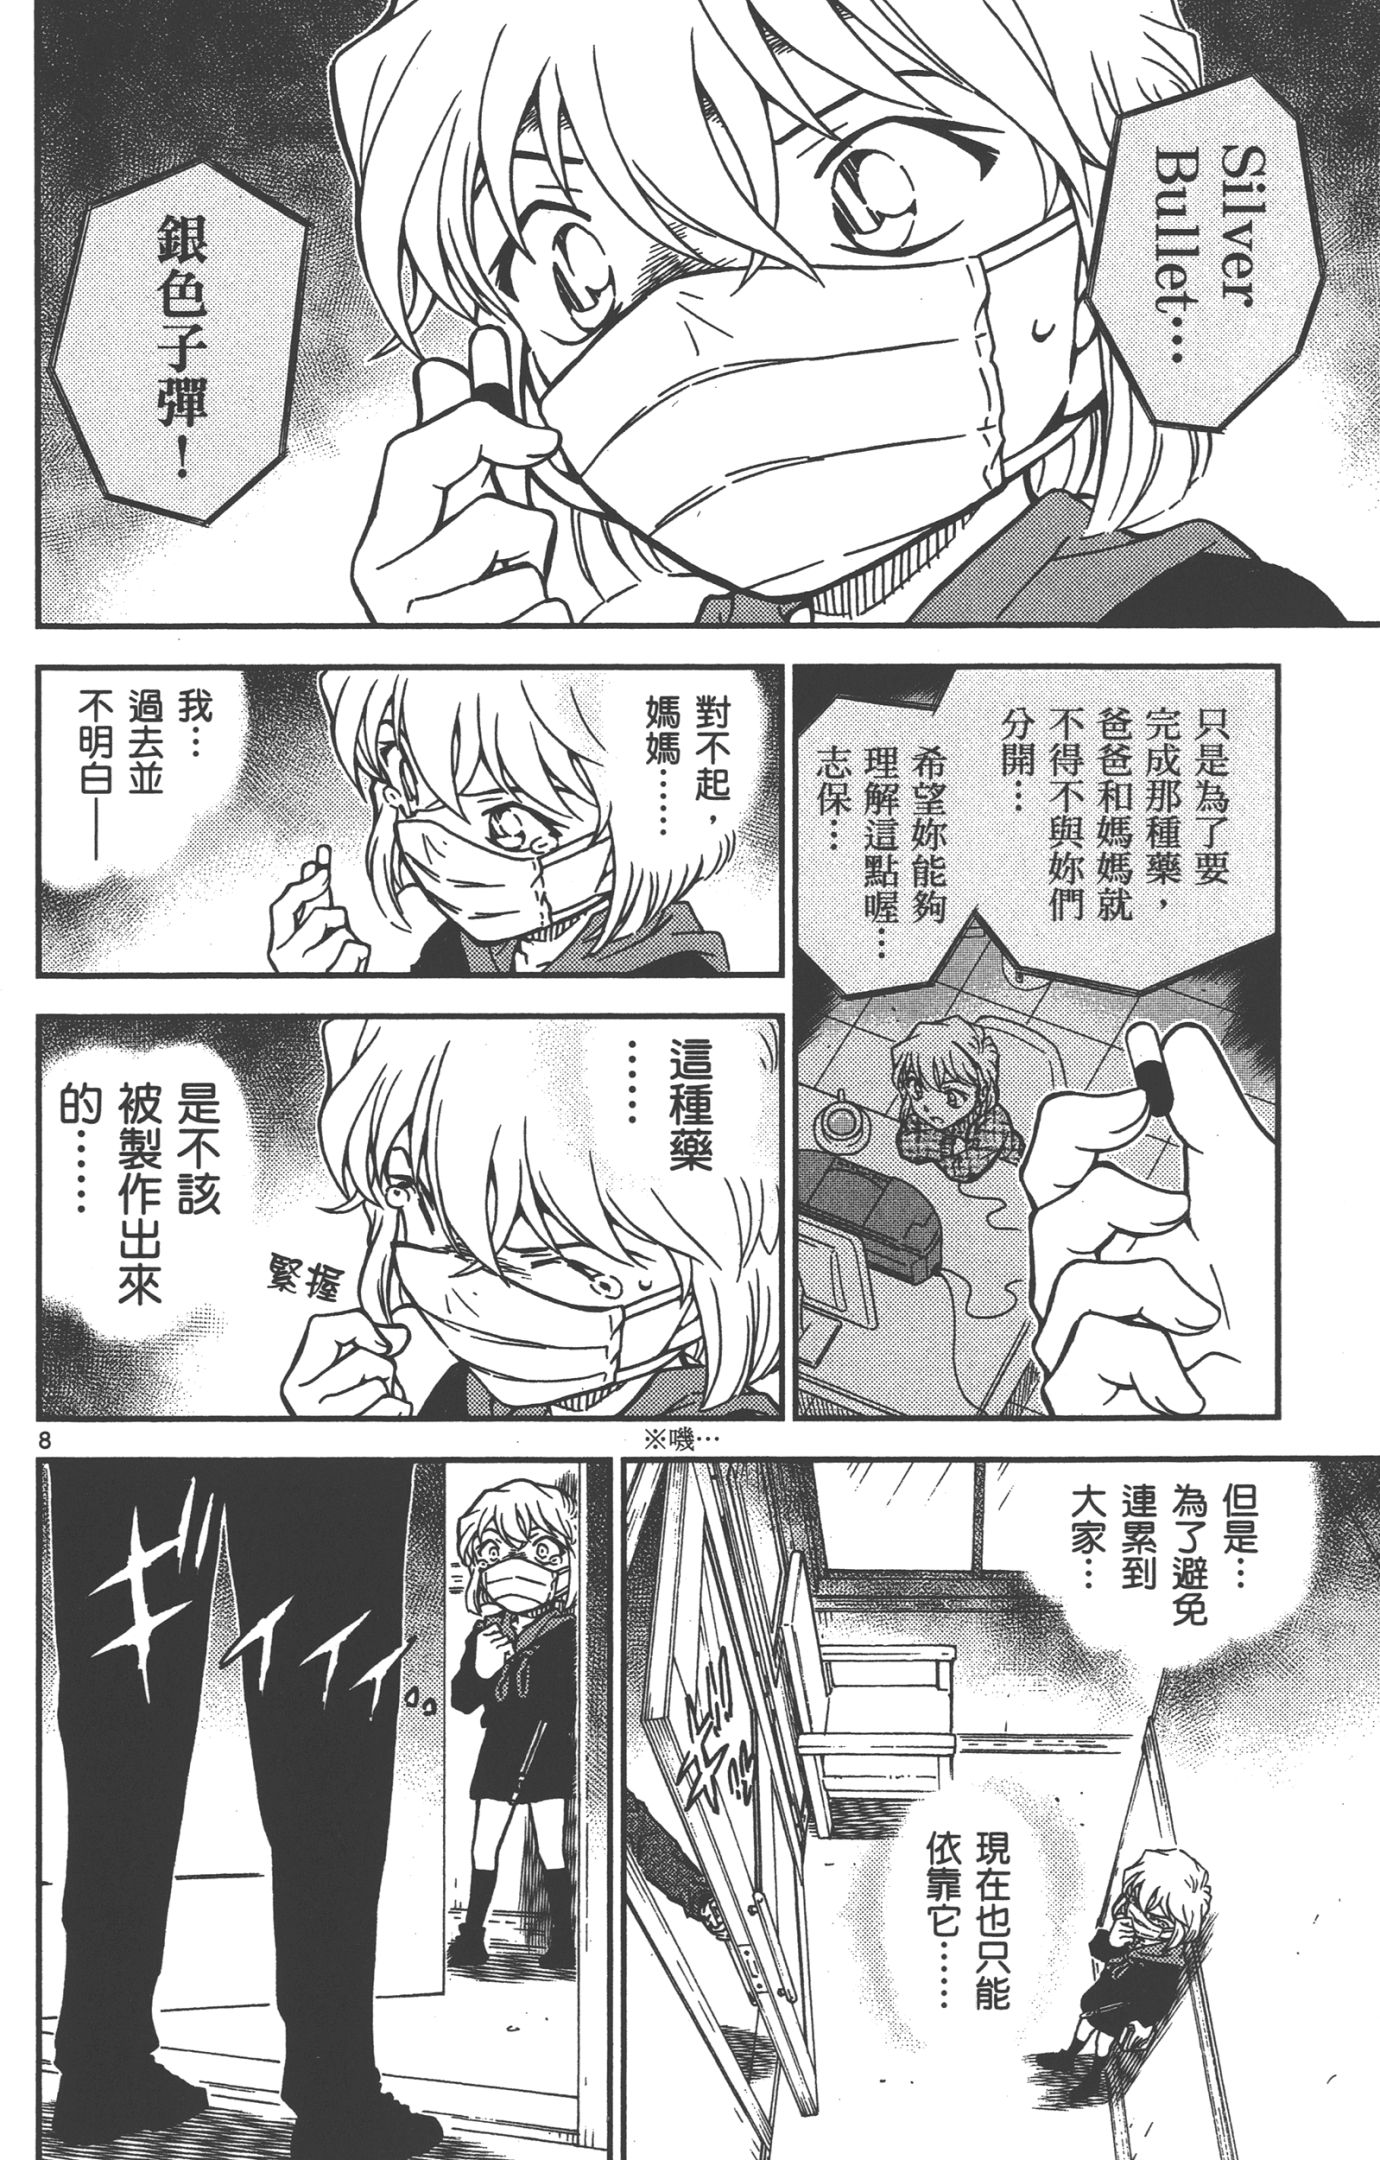 Silver
Bullet…
銀色子彈！
只是為了要
完成那種藥，
爸爸和媽媽就
不得不與妳們
分開…
希望妳能夠
理解這點喔…
志保…
對不起，
媽媽……
我…
過去並
不明白——
這種藥
……
是不該
被製作出來
的……
緊握
8
※嘰…
但是…
為了避免
連累到
大家…
現在也只能
依靠它……
ギイイィ